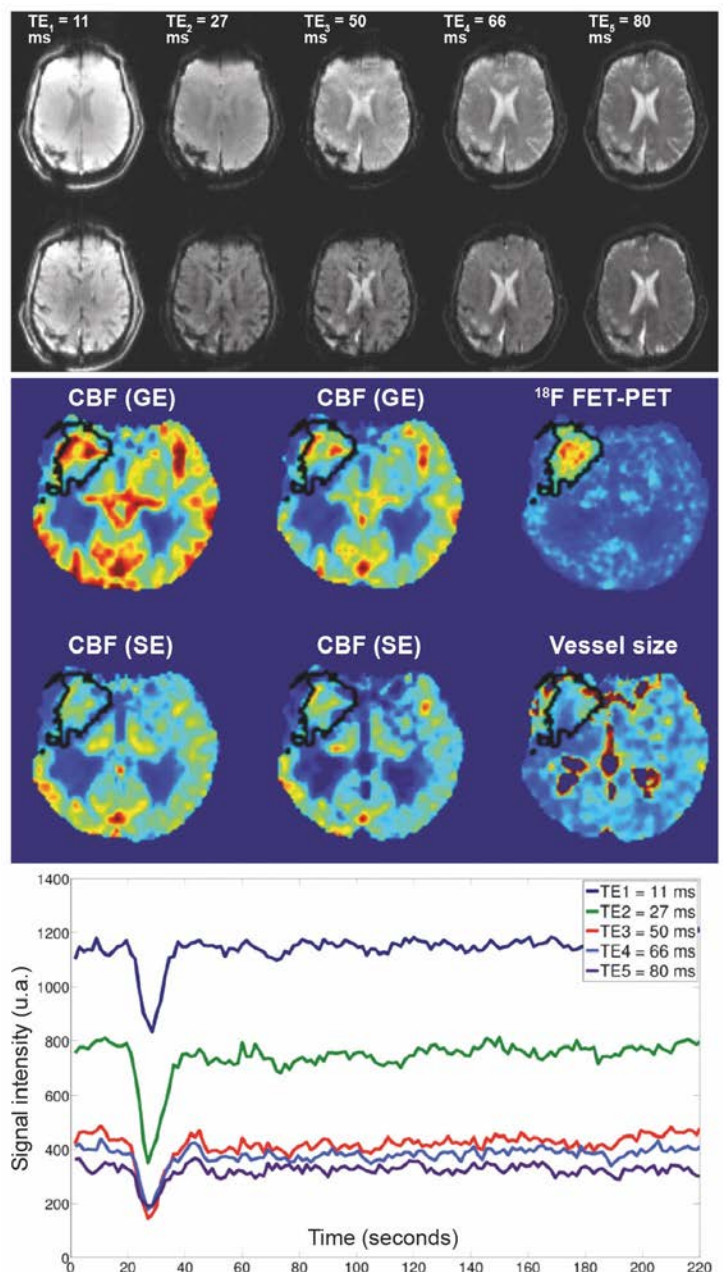 TE₁ = 11 ms
TE₂ = 27 ms
TE₃ = 50 ms
TE₄ = 66 ms
TE₅ = 80 ms
CBF (GE)
CBF (GE)
¹⁸F FET-PET
CBF (SE)
CBF (SE)
Vessel size
1400
1200
1000
800
600
400
200
0
Signal intensity (u.a.)
TE1 = 11 ms
TE2 = 27 ms
TE3 = 50 ms
TE4 = 66 ms
TE5 = 80 ms
Time (seconds)
0 20 40 60 80 100 120 140 160 180 200 220